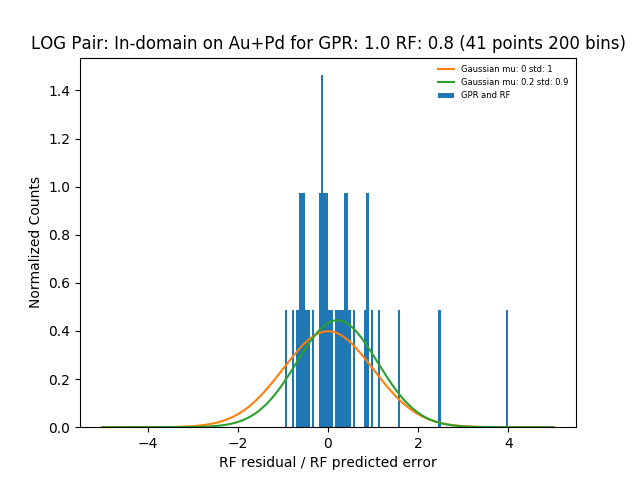 LOG Pair: In-domain on Au+Pd for GPR: 1.0 RF: 0.8 (41 points 200 bins)
Gaussian mu: 0 std: 1
Gaussian mu: 0.2 std: 0.9
GPR and RF
Normalized Counts
1.4
1.2
1.0
0.8
0.6
0.4
0.2
0.0
−4 −2 0 2 4
RF residual / RF predicted error